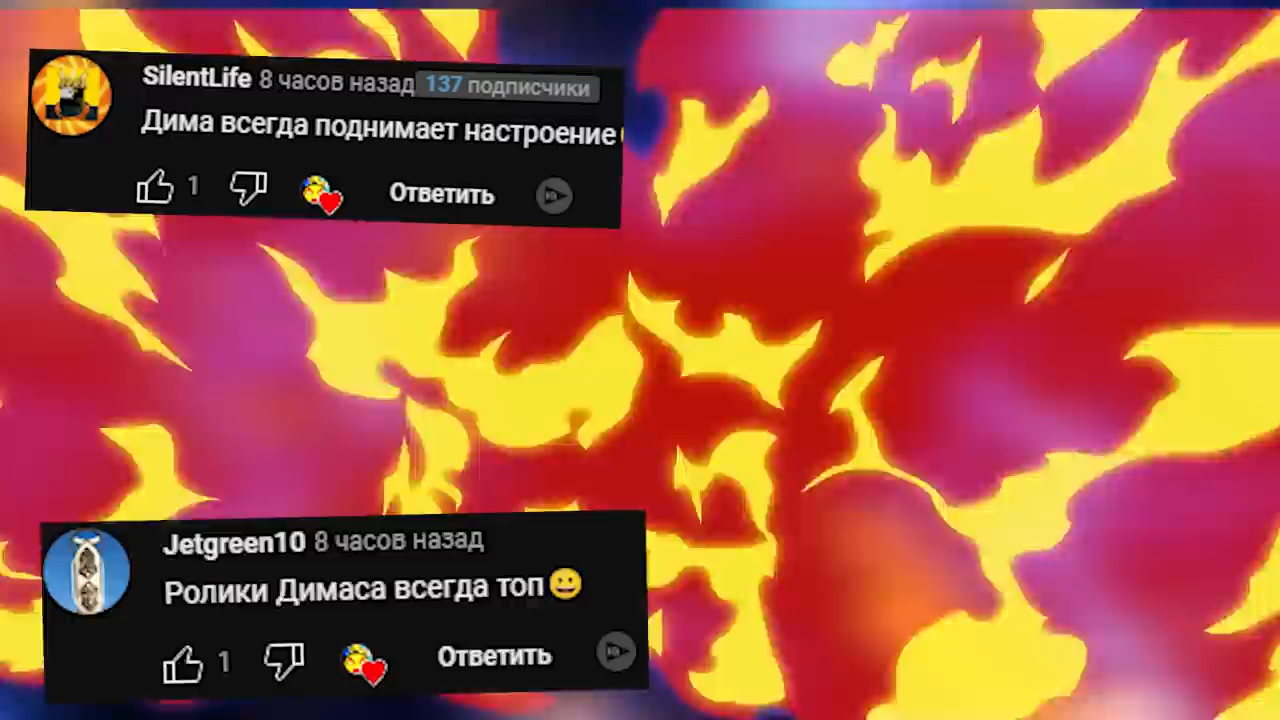 SilentLife 8 часов назад 137 подписчики
Дима всегда поднимает настроение
1 Ответить
Jetgreen10 8 часов назад
Ролики Димаса всегда топ😀
1 Ответить